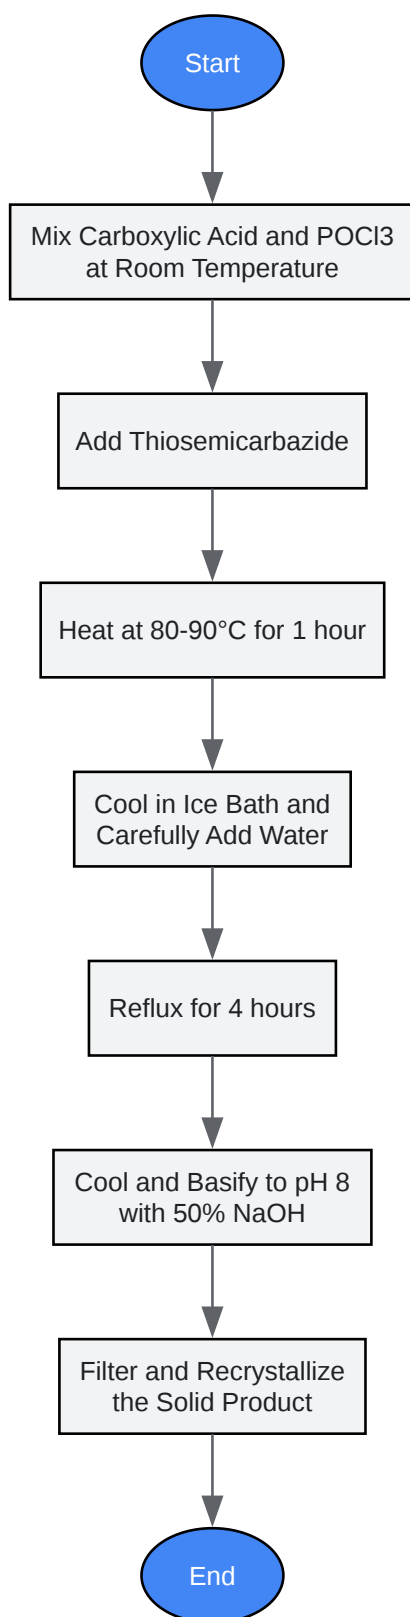 Start
Mix Carboxylic Acid and POCl3
at Room Temperature
Add Thiosemicarbazide
Heat at 80-90°C for 1 hour
Cool in Ice Bath and
Carefully Add Water
Reflux for 4 hours
Cool and Basify to pH 8
with 50% NaOH
Filter and Recrystallize
the Solid Product
End